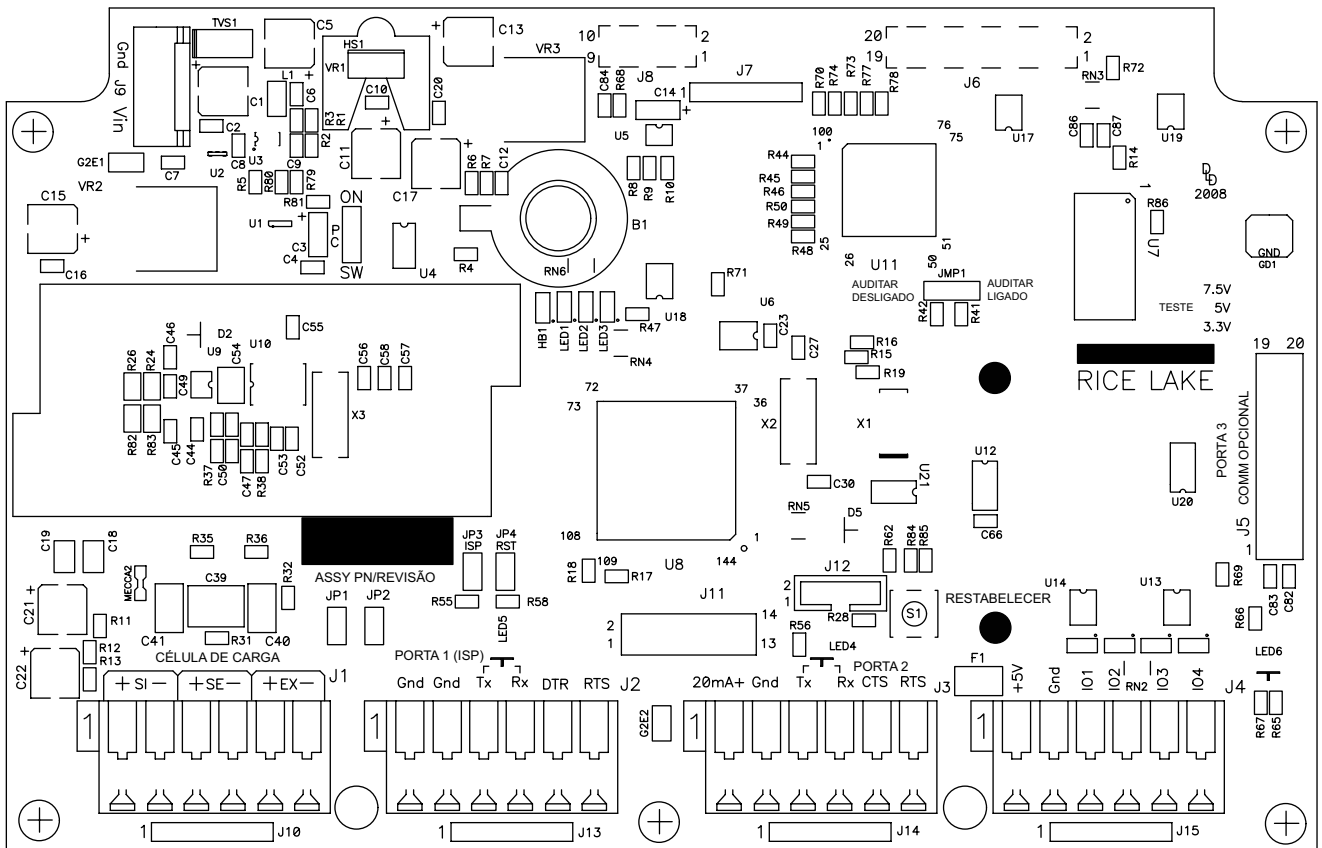 Gnd J9 Vin
TVS1
C5
HS1
VR1
C13
VR3
10
2
9
1
J8
J7
1
20
2
19
1
J6
L1
C1
C6
C2
R3
R1
R2
C10
C20
C84
R68
C14
U5
R70
R74
R73
R77
R78
RN3
R72
U17
C86
C87
U19
R14
G2E1
C7
U2
C8
U3
C9
R5
R80
R79
R81
C11
C17
R6
R7
C12
R8
R9
R10
100
1
76
75
R44
R45
R46
R50
R49
R48
25
26
U11
50
51
1
R86
U7
2008
GND
GD1
VR2
C15
C16
U1
C3
C4
ON
PC
SW
U4
R4
B1
RN6
U18
R71
JMP1
AUDITAR DESLIGADO
AUDITAR LIGADO
R42
R41
7.5V
TESTE
5V
3.3V
HB1
LED1
LED2
LED3
R47
RN4
U6
C23
C27
R16
R15
R19
RICE LAKE
19
20
D2
C55
C46
U9
C54
U10
R26
R24
C49
C56
C58
C57
X3
R82
R83
C45
C44
R37
C50
C47
R38
C53
C52
72
73
37
36
X2
X1
108
109
144
1
U8
C30
U21
RN5
D5
U12
C66
U20
PORTA 3
COMM OPCIONAL
J5
1
C19
C18
R35
R36
MECCA2
C39
R32
C21
C41
C40
R11
R31
R12
R13
C22
ASSY PN/REVISÃO
JP1
JP2
JP3
ISP
JP4
RST
R55
R58
LED5
R18
R17
J11
2
1
14
13
R62
R84
R85
J12
2
1
R28
R56
LED4
S1
RESTABELECER
U14
U13
R69
R66
C83
C82
LED6
R67
R65
CÉLULA DE CARGA
+ SI −
+ SE −
+ EX −
J1
1
PORTA 1 (ISP)
Gnd Gnd Tx Rx DTR RTS
J2
1
G2E2
PORTA 2
20mA+ Gnd Tx Rx CTS RTS
J3
1
F1
+5V Gnd IO1 IO2 RN2 IO3 IO4
J4
1
1
J10
1
J13
1
J14
1
J15